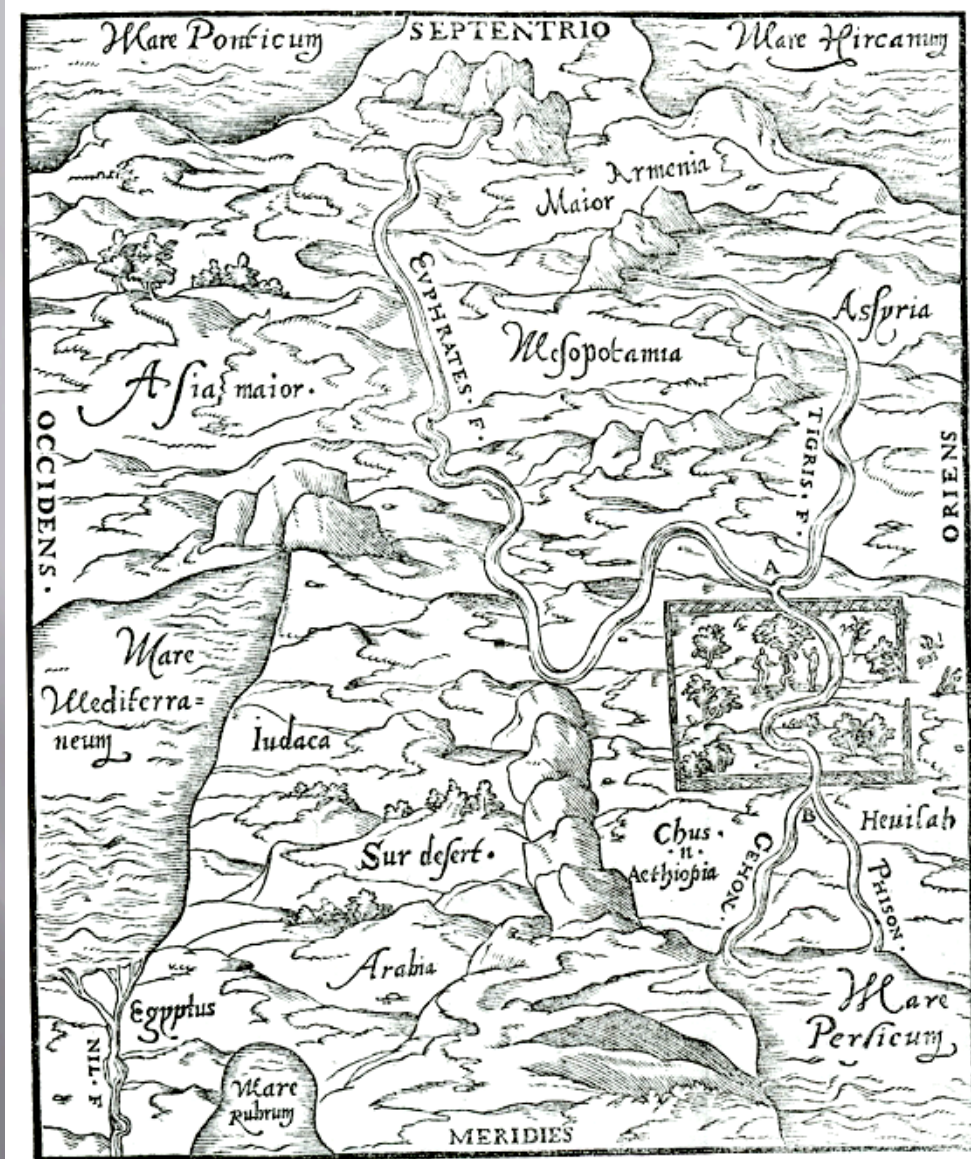 SEPTENTRIO
Mare Ponticum
Mare Hircanum
Armenia
Maior
EVPHRATES. F.
Assyria
Mesopotamia
Asia maior.
TIGRIS. F.
OCCIDENS.
ORIENS
A
Mare
Mediterra=
neum
Iudaea
B
Heuilah
Chus.
.n.
Aethiopia
GEHON.
PHISON.
Sur desert.
Arabia
Egyptus
NIL. F
Mare
Rubrum
Mare
Persicum
MERIDIES